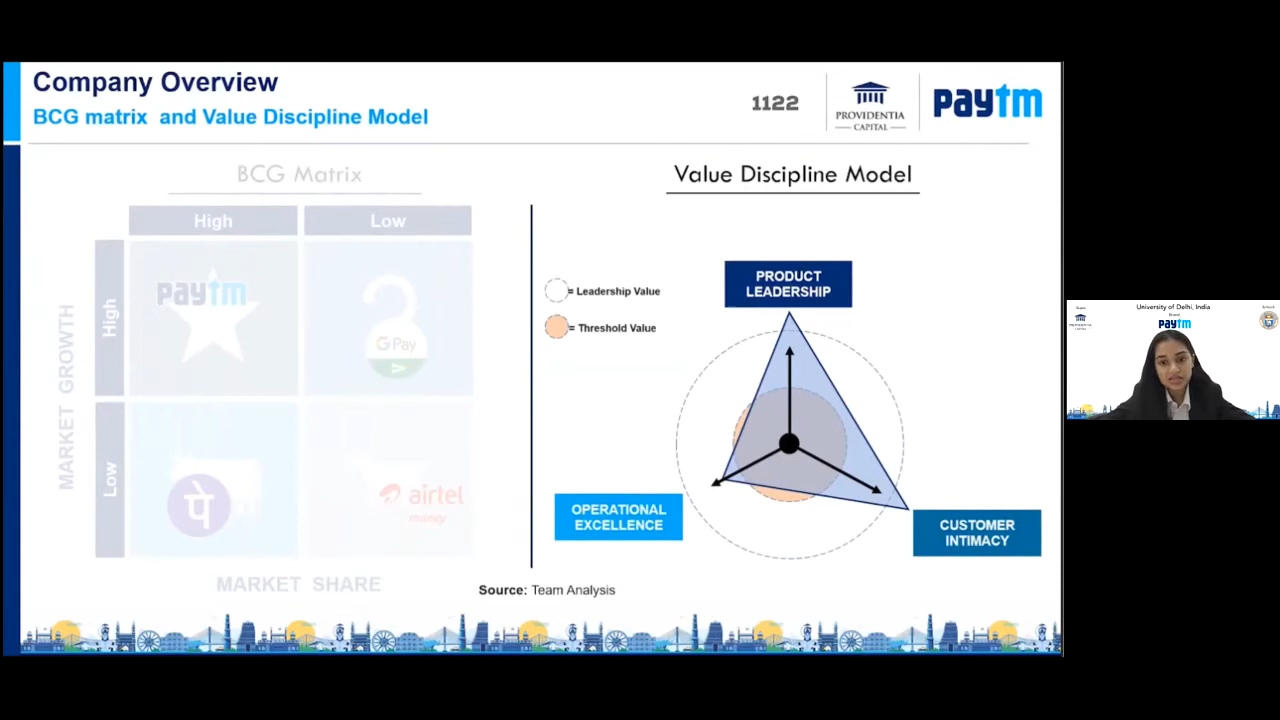 Company Overview
BCG matrix and Value Discipline Model
1122
PROVIDENTIA
CAPITAL
paytm
BCG Matrix
High
Low
MARKET GROWTH
High
Low
paytm
G Pay
पे
airtel
money
MARKET SHARE
Value Discipline Model
= Leadership Value
= Threshold Value
PRODUCT
LEADERSHIP
OPERATIONAL
EXCELLENCE
CUSTOMER
INTIMACY
Source: Team Analysis
University of Delhi, India
paytm